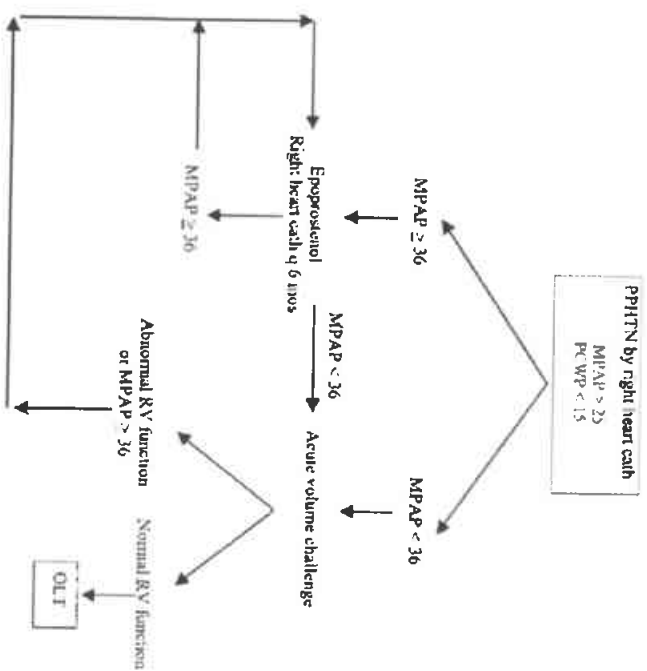 PPHTN by right heart cath
MPAP > 25
PCWP < 15
MPAP ≥ 36
MPAP < 36
Epoprostenol
Right heart cath q 6 mos
MPAP < 36
Acute volume challenge
MPAP ≥ 36
Abnormal RV function
or MPAP > 36
Normal RV function
OLT